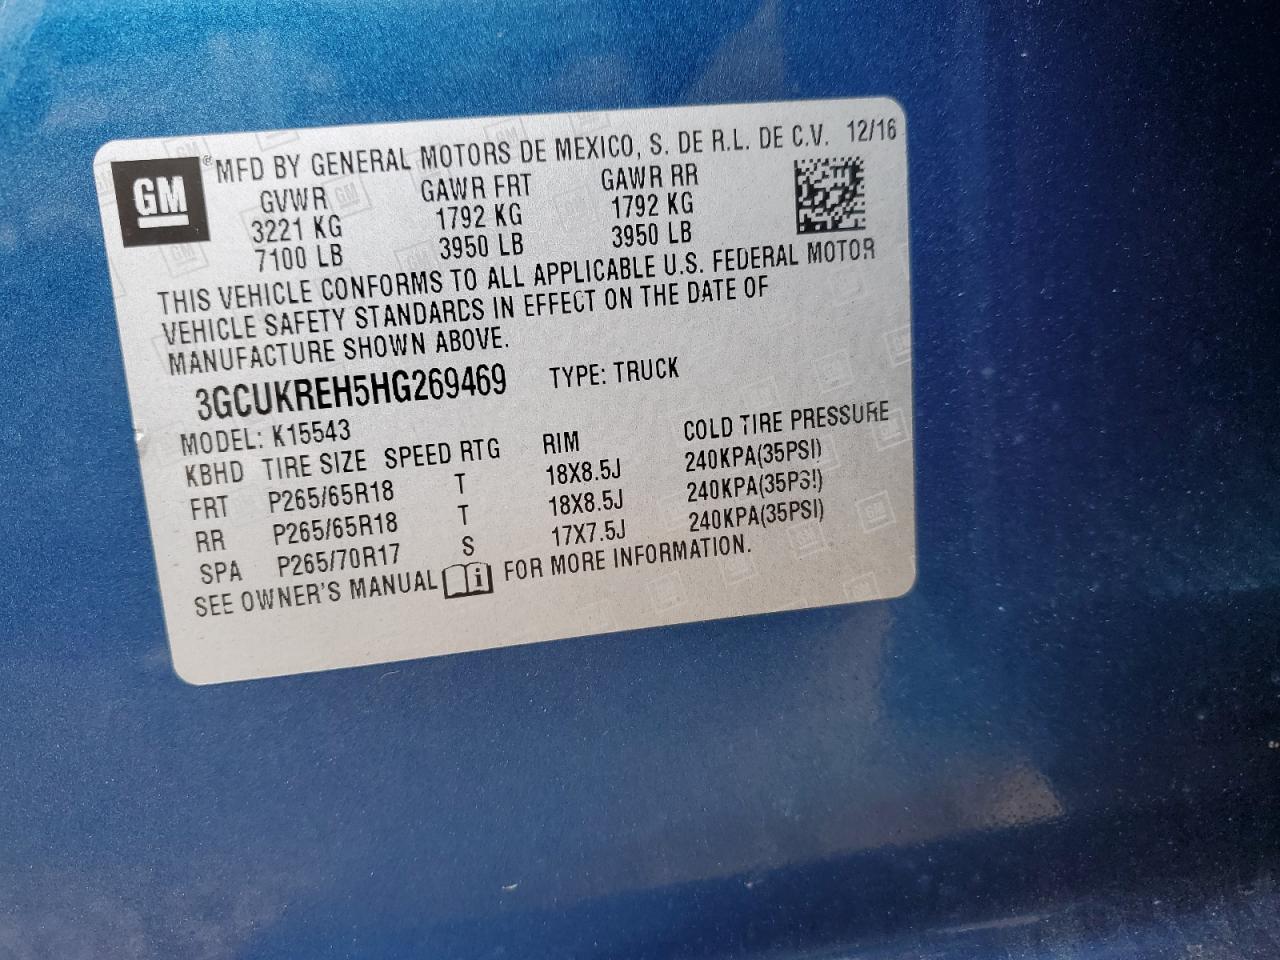 GM ® MFD BY GENERAL MOTORS DE MEXICO, S. DE R.L. DE C.V. 12/16
GVWR GAWR FRT GAWR RR
3221 KG 1792 KG 1792 KG
7100 LB 3950 LB 3950 LB
THIS VEHICLE CONFORMS TO ALL APPLICABLE U.S. FEDERAL MOTOR
VEHICLE SAFETY STANDARDS IN EFFECT ON THE DATE OF
MANUFACTURE SHOWN ABOVE.
3GCUKREH5HG269469 TYPE: TRUCK
MODEL: K15543
KBHD TIRE SIZE SPEED RTG RIM COLD TIRE PRESSURE
FRT P265/65R18 T 18X8.5J 240KPA(35PSI)
RR P265/65R18 T 18X8.5J 240KPA(35PSI)
SPA P265/70R17 S 17X7.5J 240KPA(35PSI)
SEE OWNER'S MANUAL i FOR MORE INFORMATION.